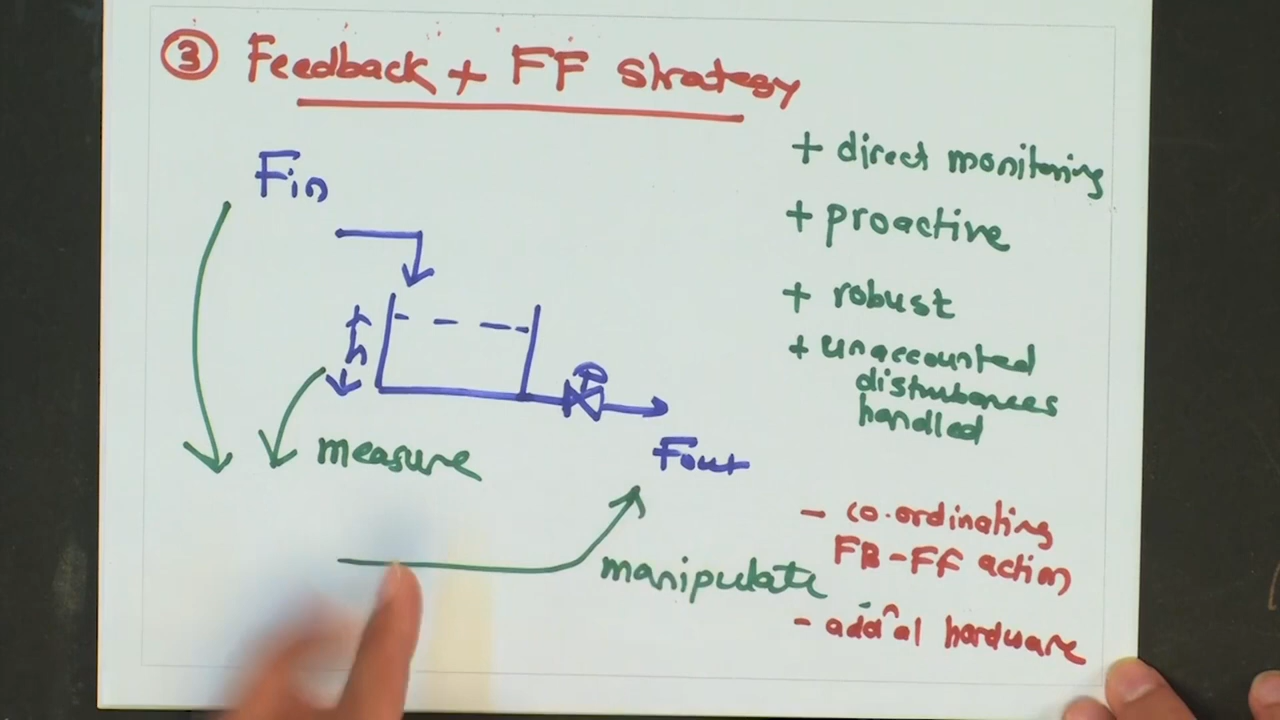 ③ Feedback + FF strategy
Fin
h
measure
Fout
manipulate
+ direct monitoring
+ proactive
+ robust
+ unaccounted
disturbances
handled
- co-ordinating
FB-FF action
- add^n al hardware